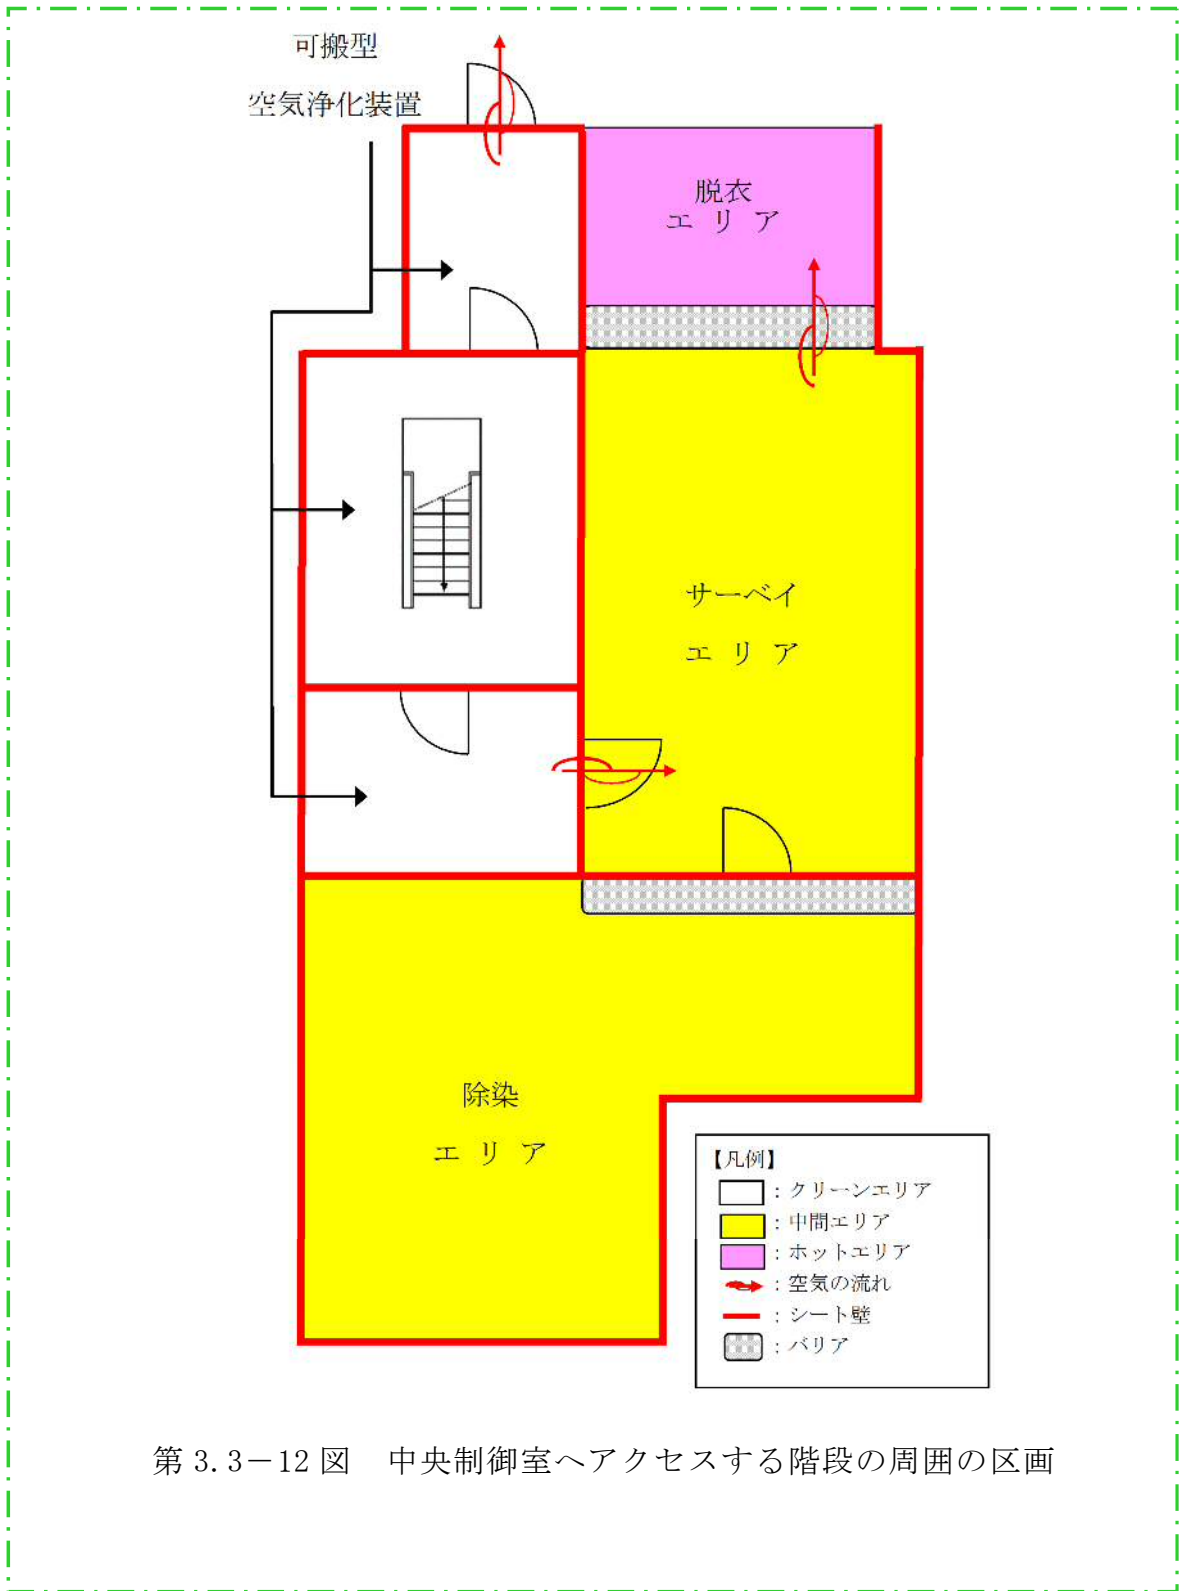 可搬型
空気浄化装置
脱衣
エ リ ア
サーベイ
エ リ ア
除染
エ リ ア
【凡例】
：クリーンエリア
：中間エリア
：ホットエリア
：空気の流れ
：シート壁
：バリア
第 3.3－12 図　中央制御室へアクセスする階段の周囲の区画